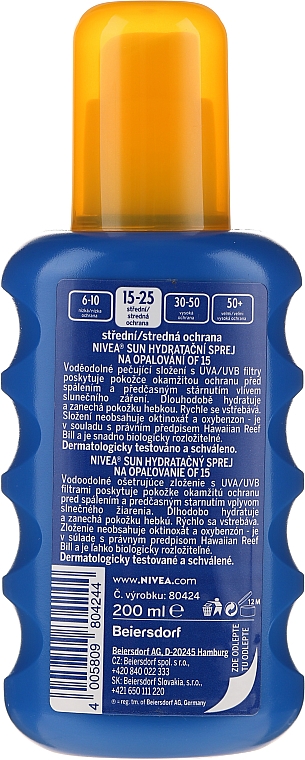 6-10
nízká/nízka
ochrana
15-25
střední/
stredná
ochrana
30-50
vysoká
ochrana
50+
velmi/veľmi
vysoká ochrana
střední/stredná ochrana
NIVEA® SUN HYDRATAČNÍ SPREJ
NA OPALOVÁNÍ OF 15
Voděodolné pečující složení s UVA/UVB filtry
poskytuje pokožce okamžitou ochranu před
spálením a předčasným stárnutím vlivem
slunečního záření. Dlouhodobě hydratuje
a zanechá pokožku hebkou. Rychle se vstřebává.
Složení neobsahuje oktinoxát a oxybenzon - je
v souladu s právním předpisem Hawaiian Reef
Bill a je snadno biologicky rozložitelné.
Dermatologicky testováno a schváleno.
NIVEA® SUN HYDRATAČNÝ SPREJ
NA OPAĽOVANIE OF 15
Vodoodolné ošetrujúce zloženie s UVA/UVB
filtrami poskytuje pokožke okamžitú ochranu pred
spálením a predčasným starnutím vplyvom
slnečného žiarenia. Dlhodobo hydratuje
a zanechá pokožku jemnú. Rýchlo sa vstrebáva.
Zloženie neobsahuje oktinoxát a oxybenzón - je
v súlade s právnym predpisom Hawaiian Reef
Bill a je ľahko biologicky rozložiteľné.
Dermatologicky testované a schválené.
www.NIVEA.com
Č. výrobku: 80424
200 ml e
12 M
Beiersdorf
Beiersdorf AG, D-20245 Hamburg
CZ: Beiersdorf spol. s r.o.
+420 840 022 333
SK: Beiersdorf Slovakia, s.r.o.
+421 650 111 220
® = reg. tm. of Beiersdorf AG, Germany
ZDE ODLEPTE
TU ODLEPTE
4 005809 804244